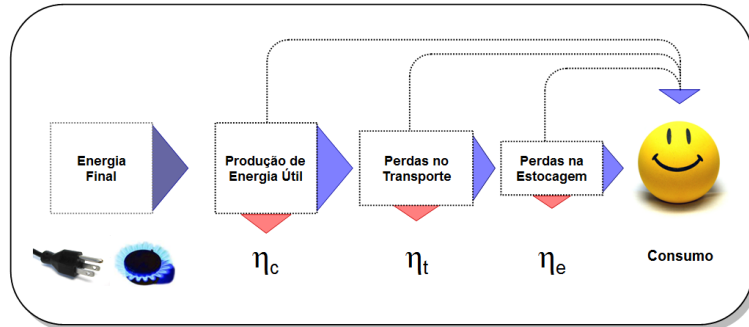 Energia
Final
Produção de
Energia Útil
Perdas no
Transporte
Perdas na
Estocagem
ηc
ηt
ηe
Consumo